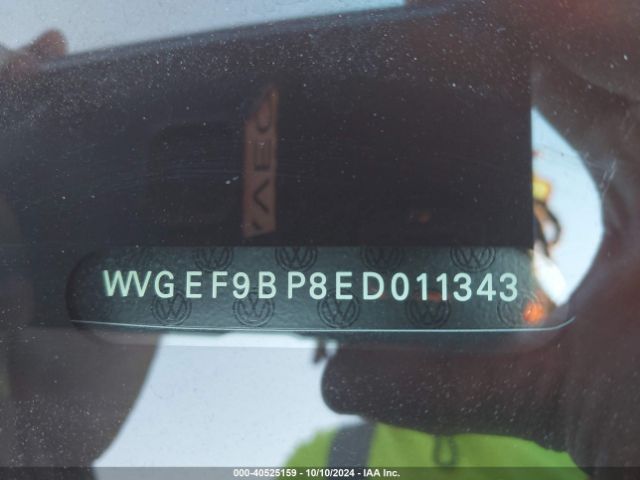 WVGEF9BP8ED011343
000-40525159 - 10/10/2024 - IAA Inc.